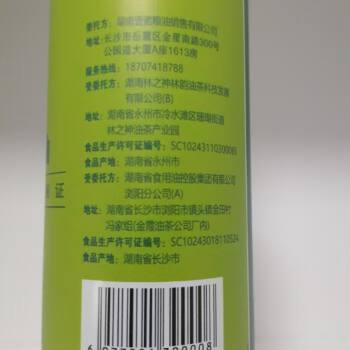 委托方: 湖南壹诺粮油销售有限公司
地址: 长沙市岳麓区金星南路300号
公园道大厦A座1613房
服务热线: 18707418788
受委托方: 湖南林之神林韵油茶科技发展
有限公司(B)
地址: 湖南省永州市冷水滩区珊瑚街道
林之神油茶产业园
食品生产许可证编号: SC10243110300089
食品产地: 湖南省永州市
受委托方: 湖南省食用油控股集团有限公司
浏阳分公司(A)
地址: 湖南省长沙市浏阳市镇头镇金田村
冯家组(金霞油茶公司厂内)
食品生产许可证编号: SC10243018110524
食品产地: 湖南省长沙市
证